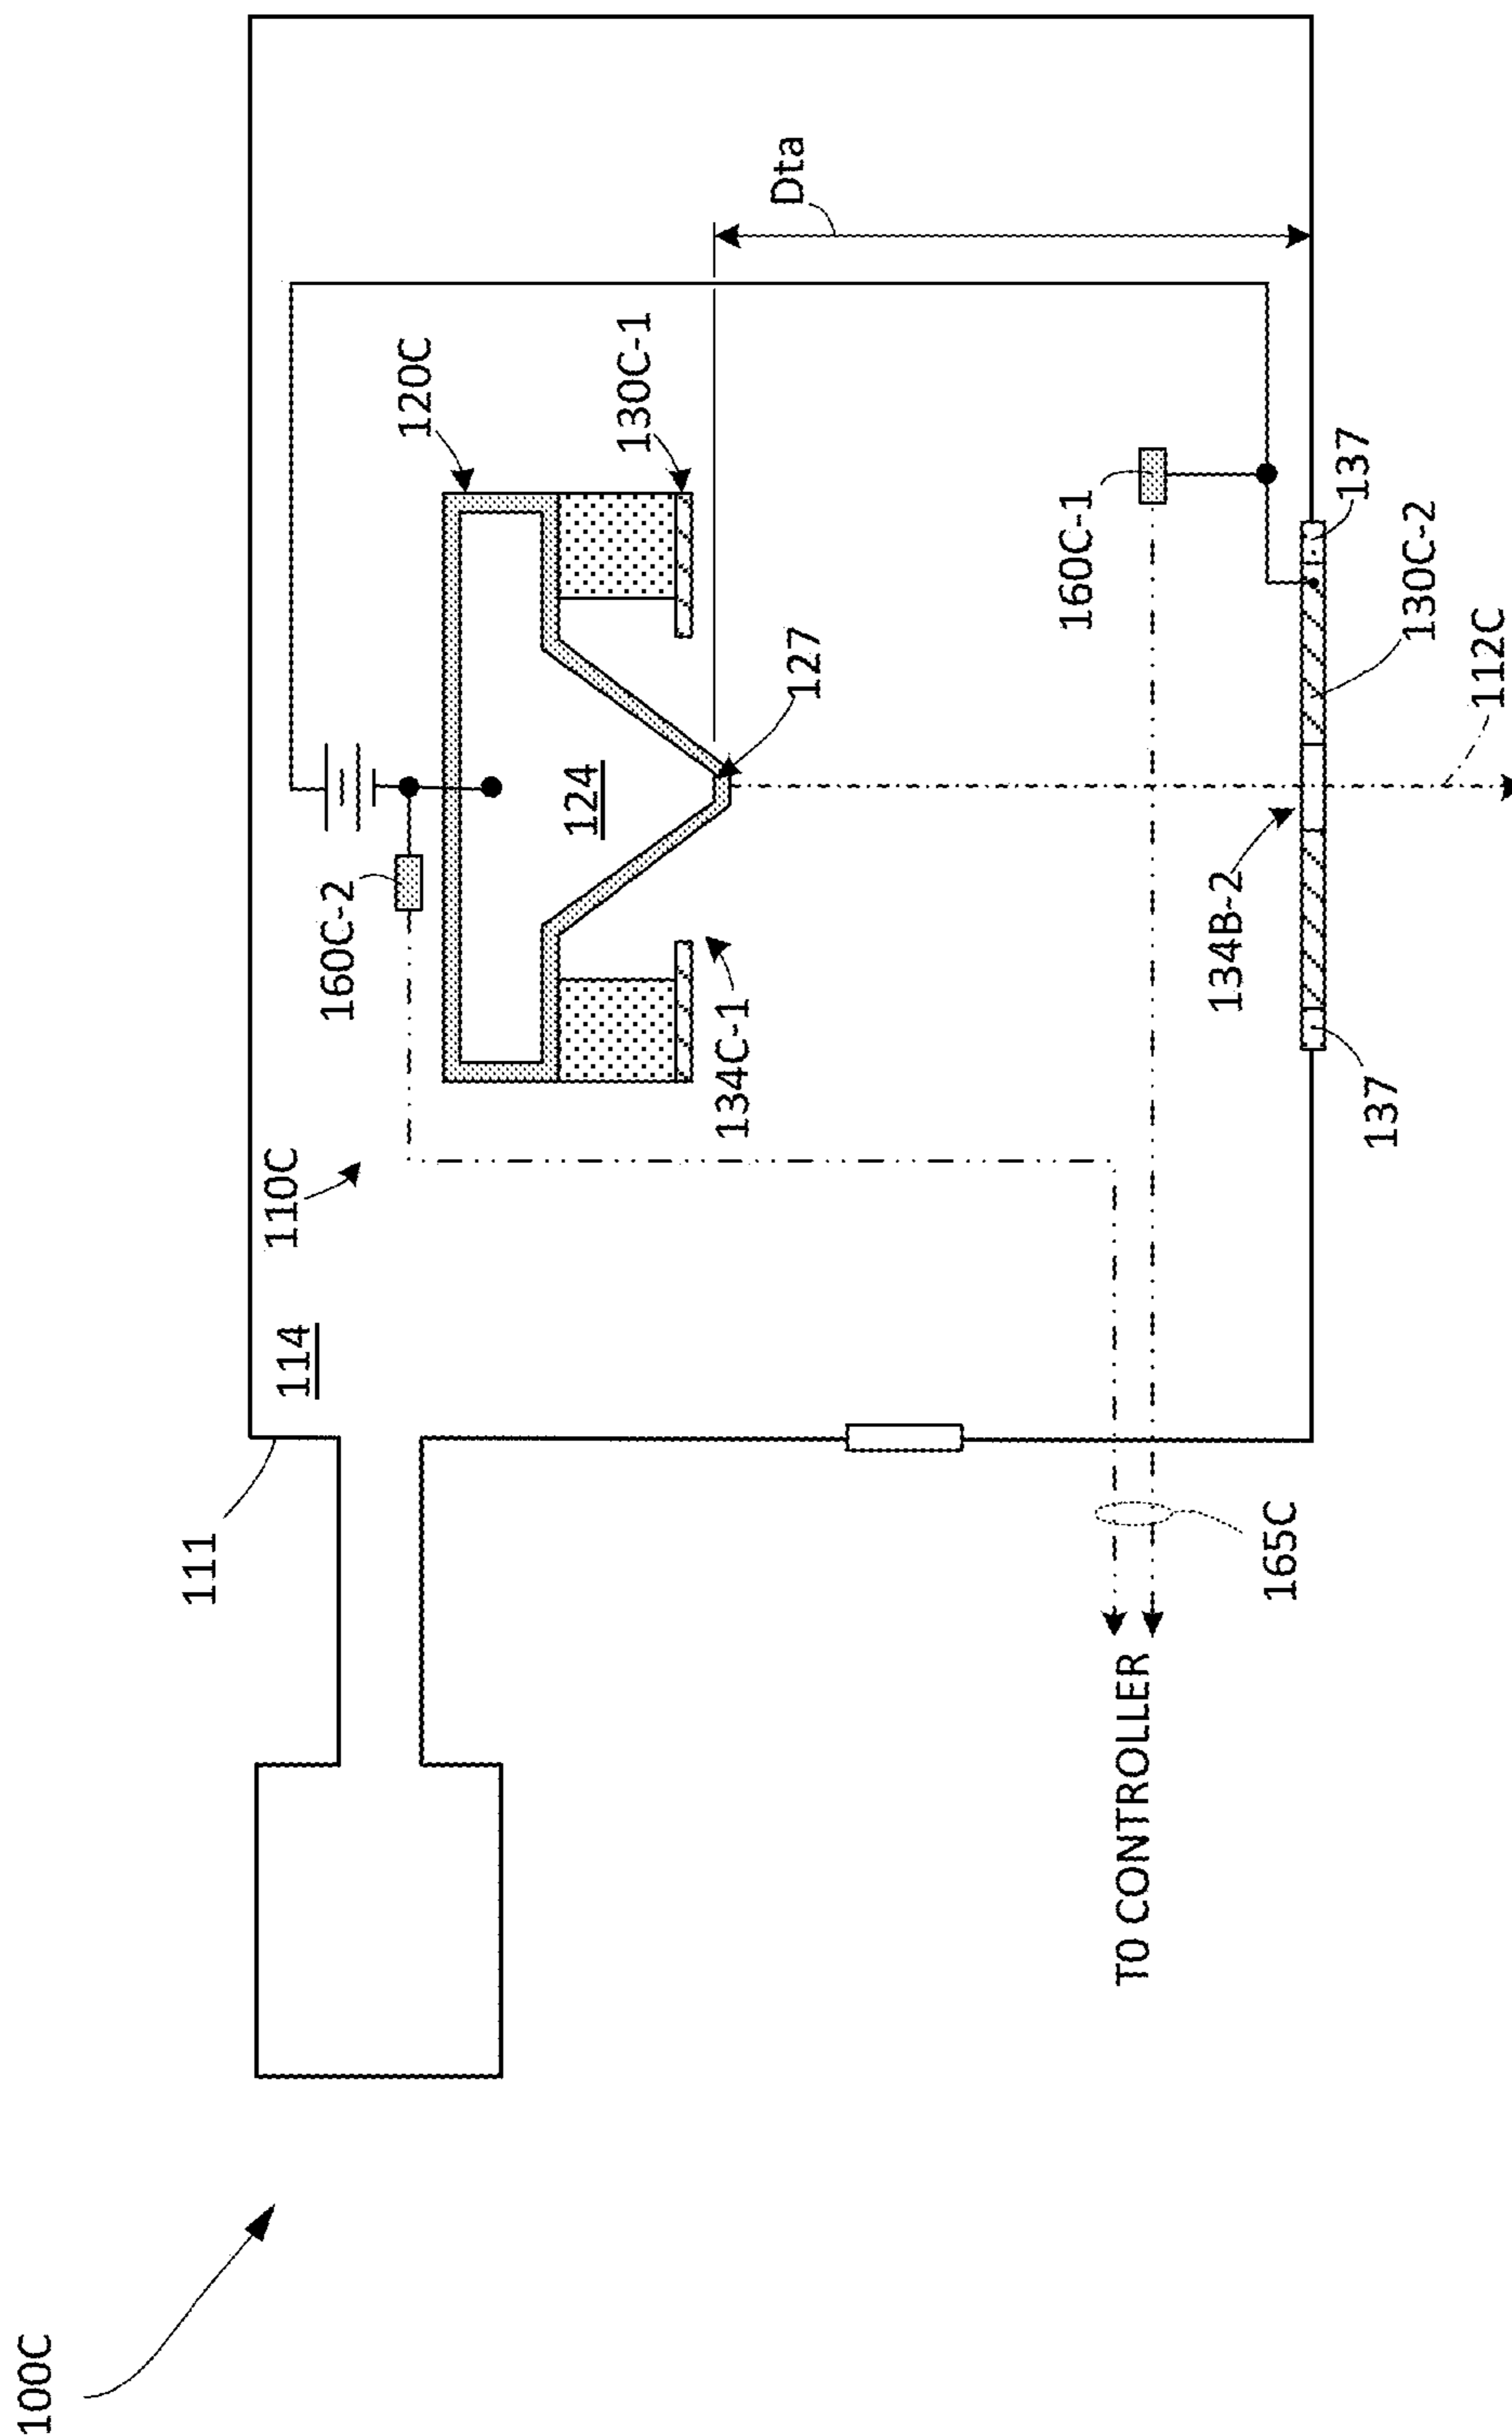 100C
111
110C
114
160C-2
120C
124
130C-1
134C-1
127
Dta
160C-1
TO CONTROLLER
134B-2
165C
137
137
130C-2
112C